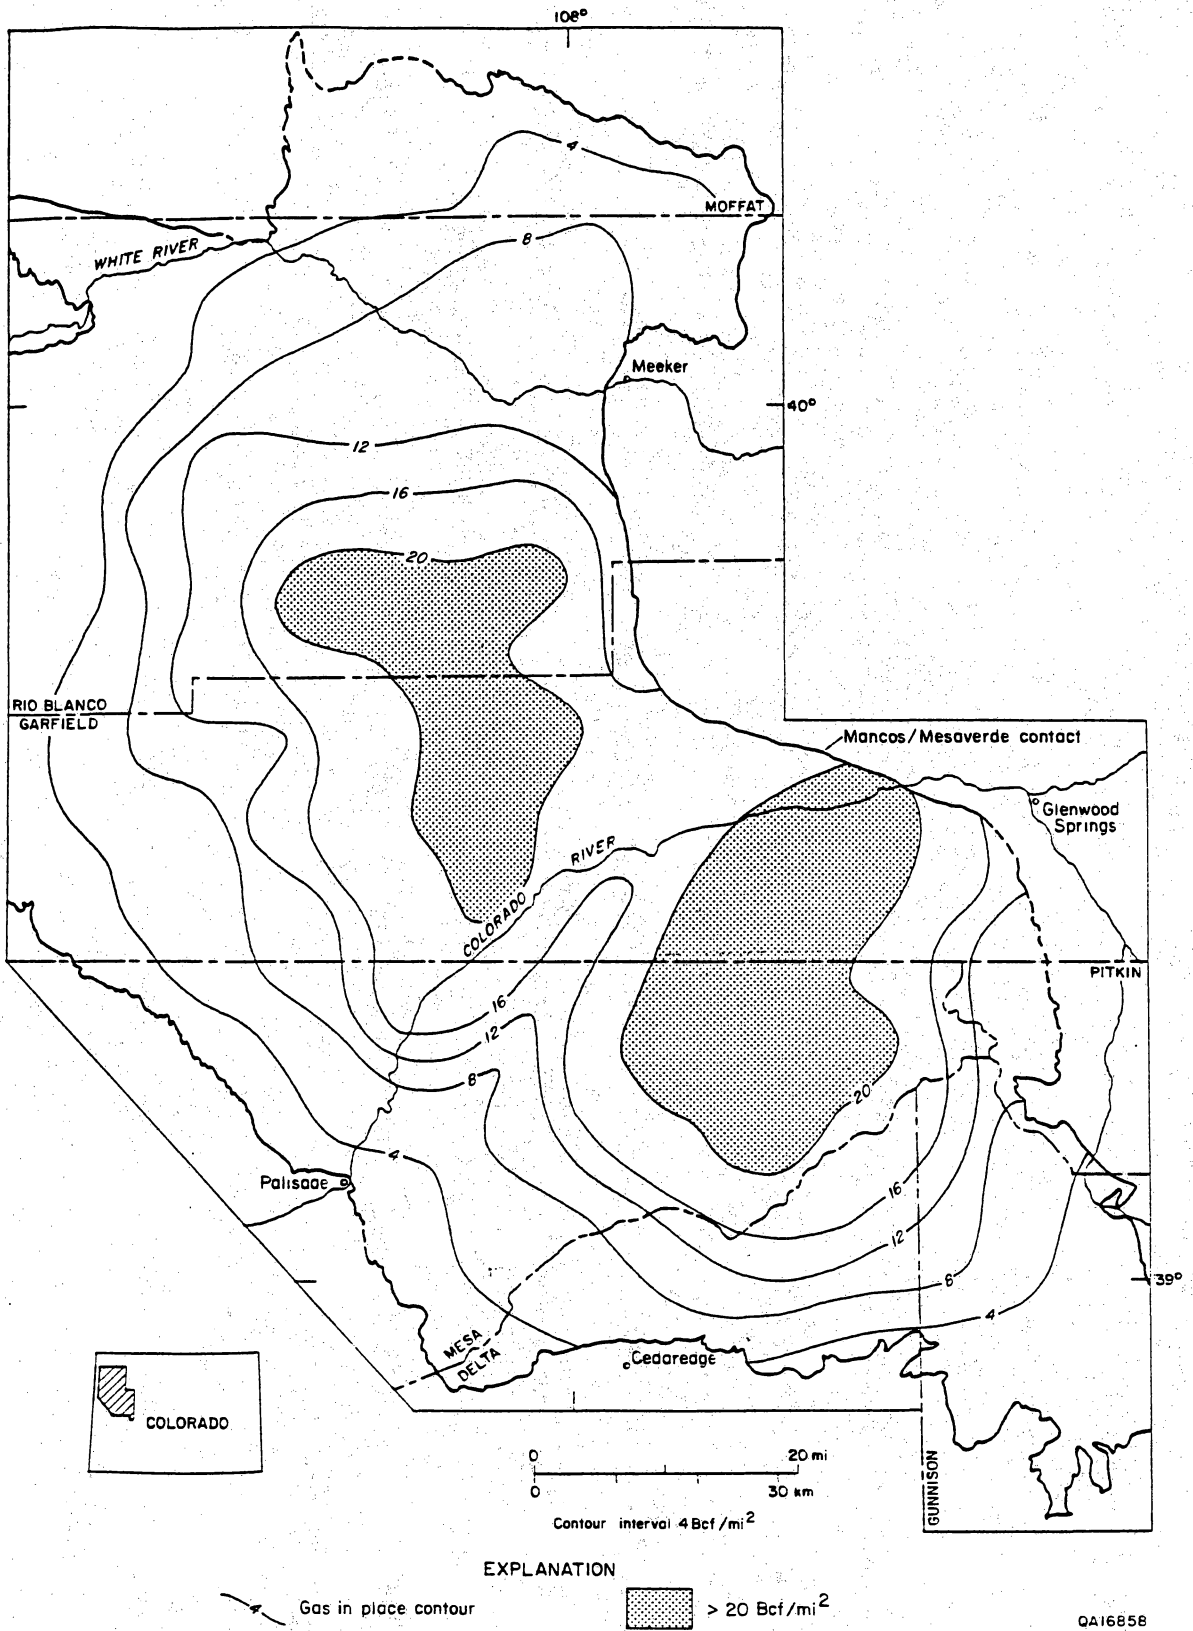 108°
4
MOFFAT
WHITE RIVER
8
Meeker
40°
12
16
20
RIO BLANCO
GARFIELD
Mancos/Mesaverde contact
Glenwood
Springs
COLORADO RIVER
PITKIN
16
12
8
20
4
Palisade
16
12
8
39°
4
MESA
DELTA
Cedaredge
COLORADO
0 20 mi
0 30 km
GUNNISON
Contour interval 4 Bcf/mi²
EXPLANATION
4 Gas in place contour
> 20 Bcf/mi²
QA16858